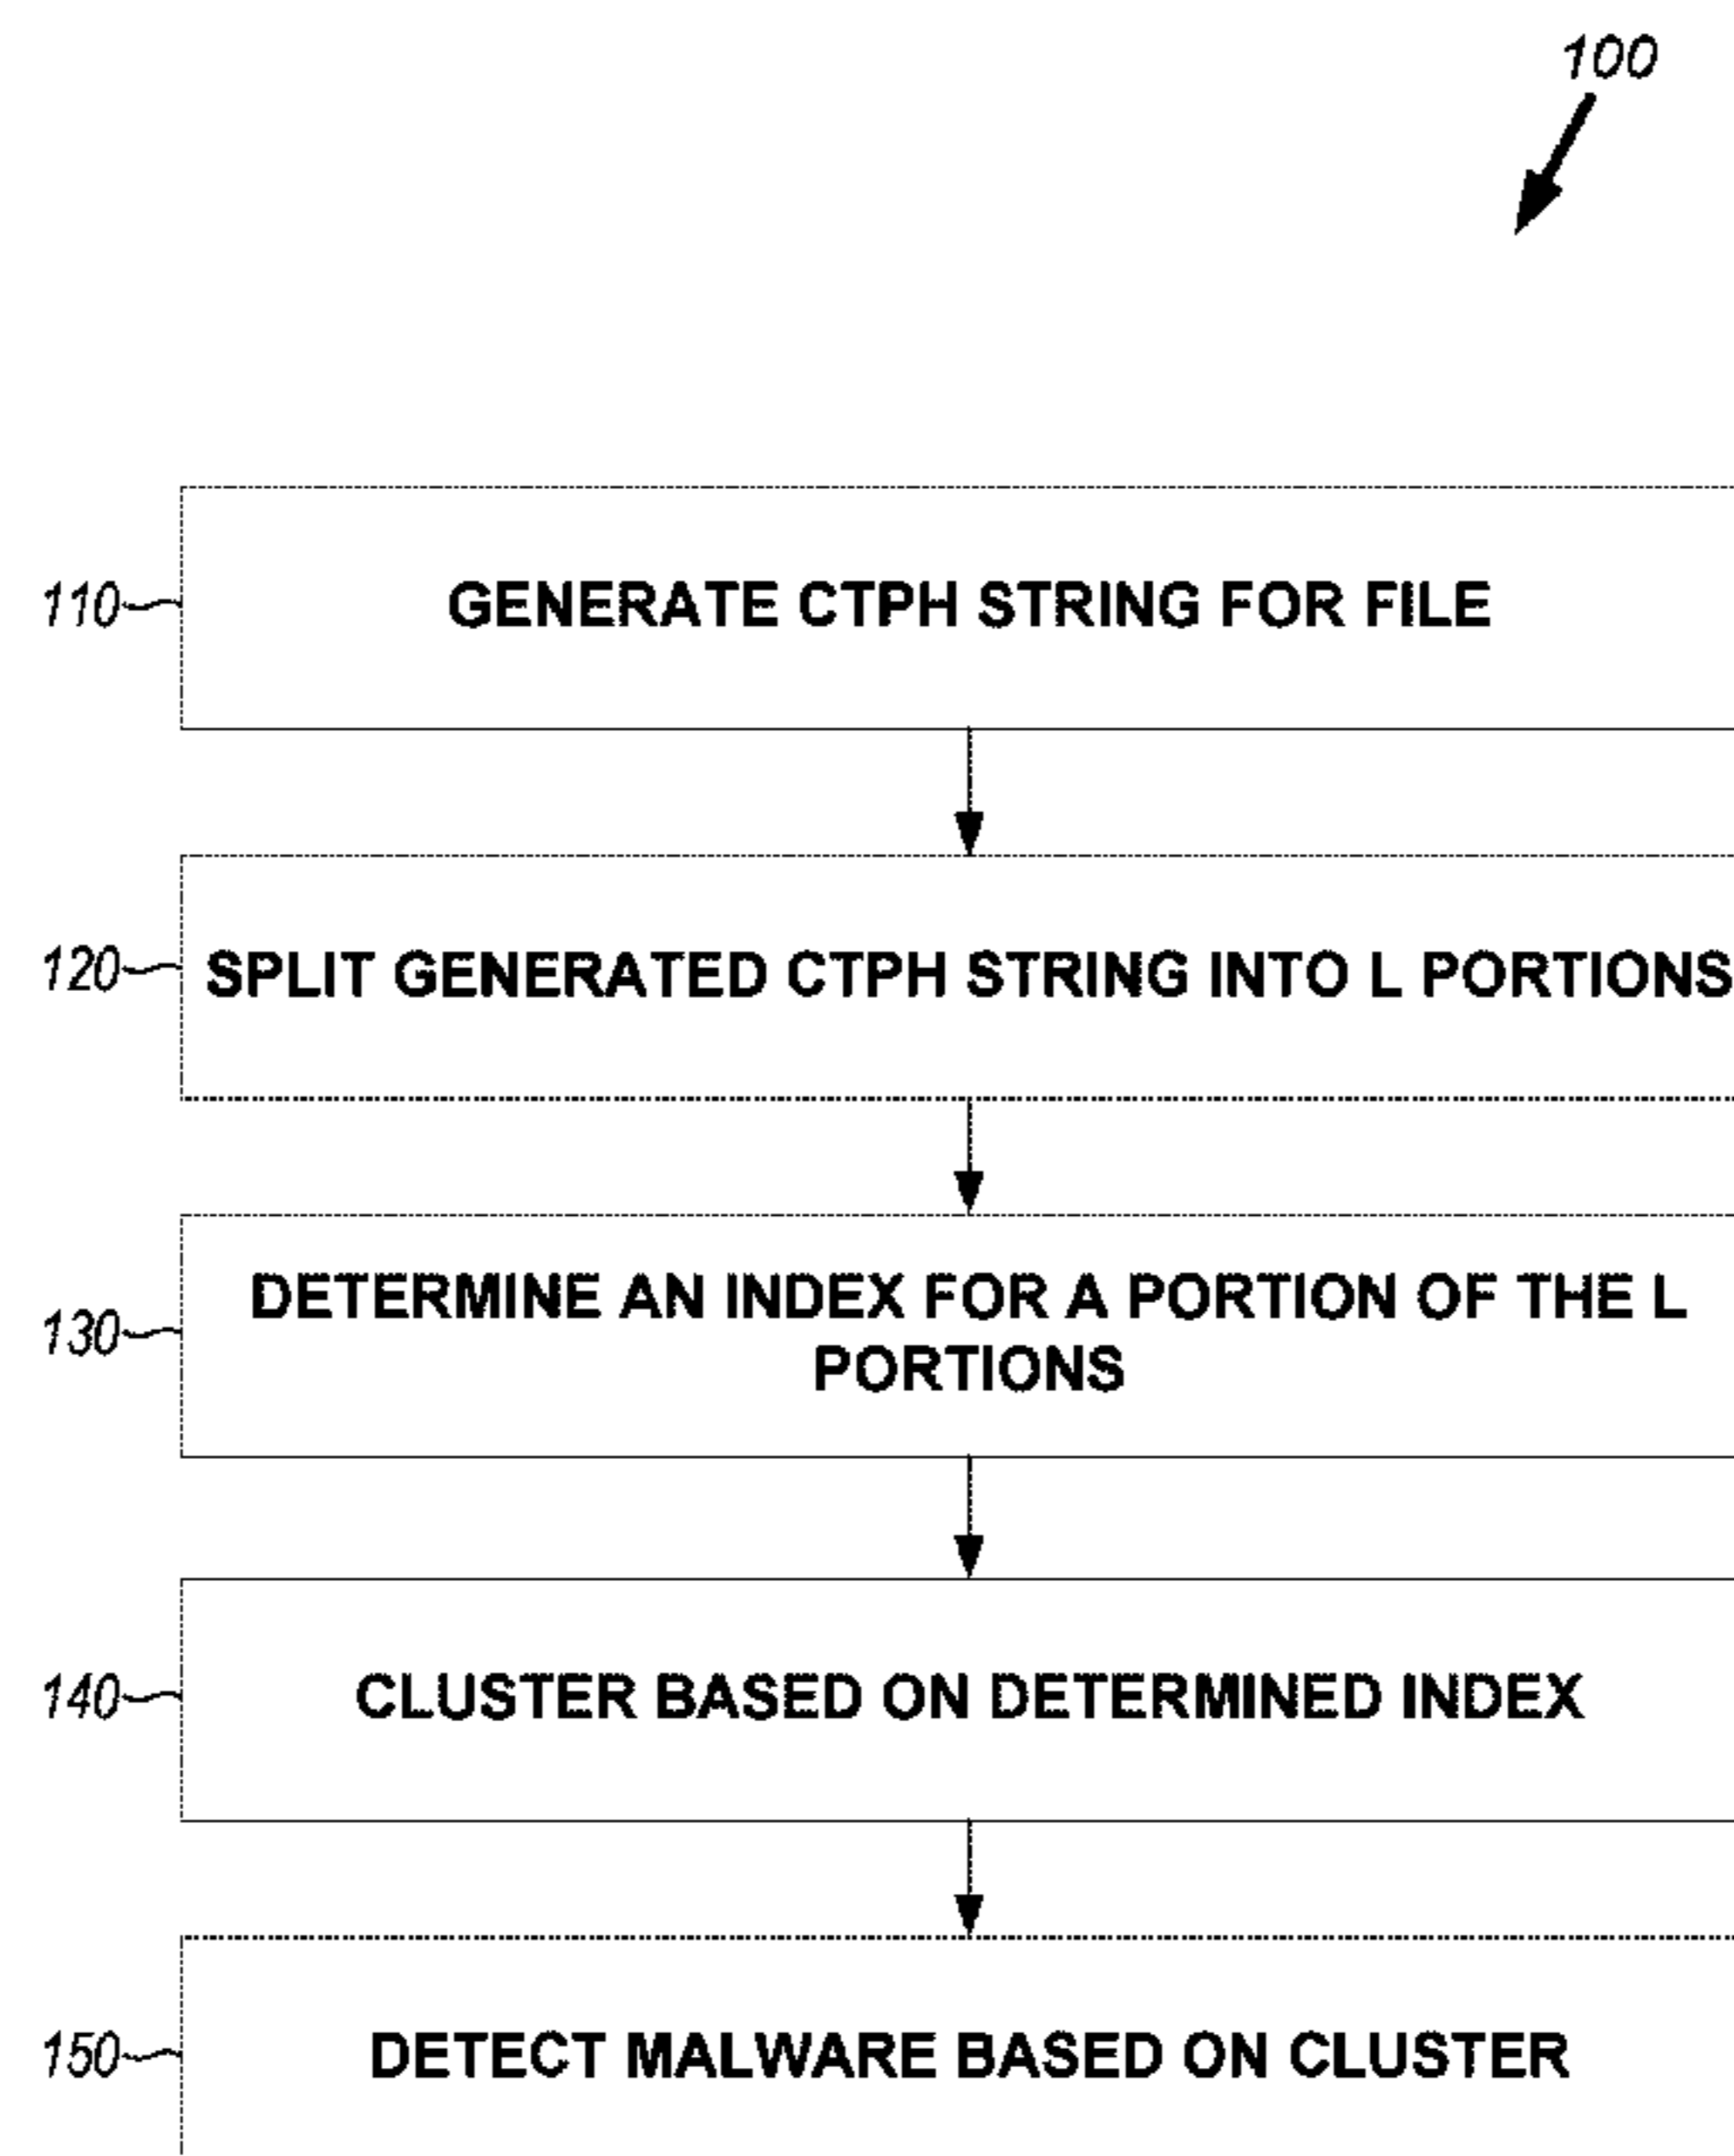 100
110
GENERATE CTPH STRING FOR FILE
120
SPLIT GENERATED CTPH STRING INTO L PORTIONS
130
DETERMINE AN INDEX FOR A PORTION OF THE L
PORTIONS
140
CLUSTER BASED ON DETERMINED INDEX
150
DETECT MALWARE BASED ON CLUSTER